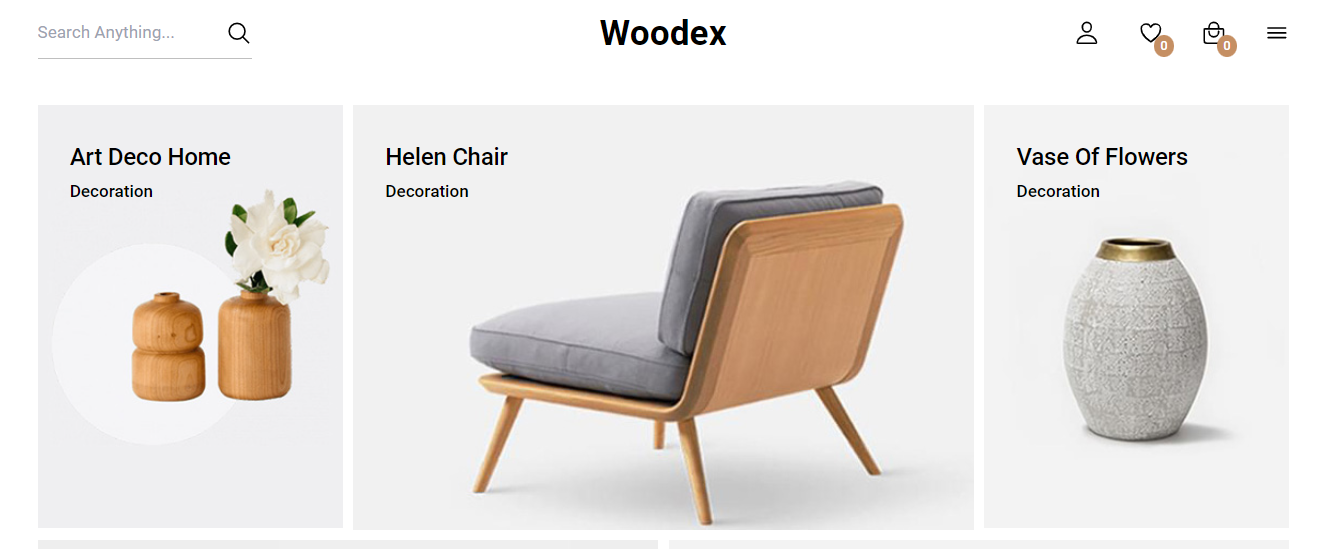 Search Anything...
Woodex
0
0
Art Deco Home
Decoration
Helen Chair
Decoration
Vase Of Flowers
Decoration